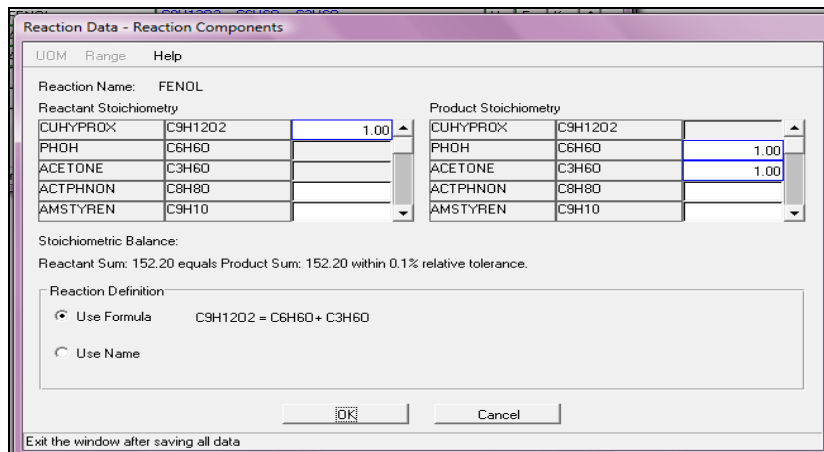 Reaction Data - Reaction Components
UOM Range Help
Reaction Name: FENOL
Reactant Stoichiometry Product Stoichiometry
CUHYPROX C9H12O2 1.00 CUHYPROX C9H12O2
PHOH C6H6O PHOH C6H6O 1.00
ACETONE C3H6O ACETONE C3H6O 1.00
ACTPHNON C8H8O ACTPHNON C8H8O
AMSTYREN C9H10 AMSTYREN C9H10
Stoichiometric Balance:
Reactant Sum: 152.20 equals Product Sum: 152.20 within 0.1% relative tolerance.
Reaction Definition
Use Formula C9H12O2 = C6H6O + C3H6O
Use Name
OK Cancel
Exit the window after saving all data